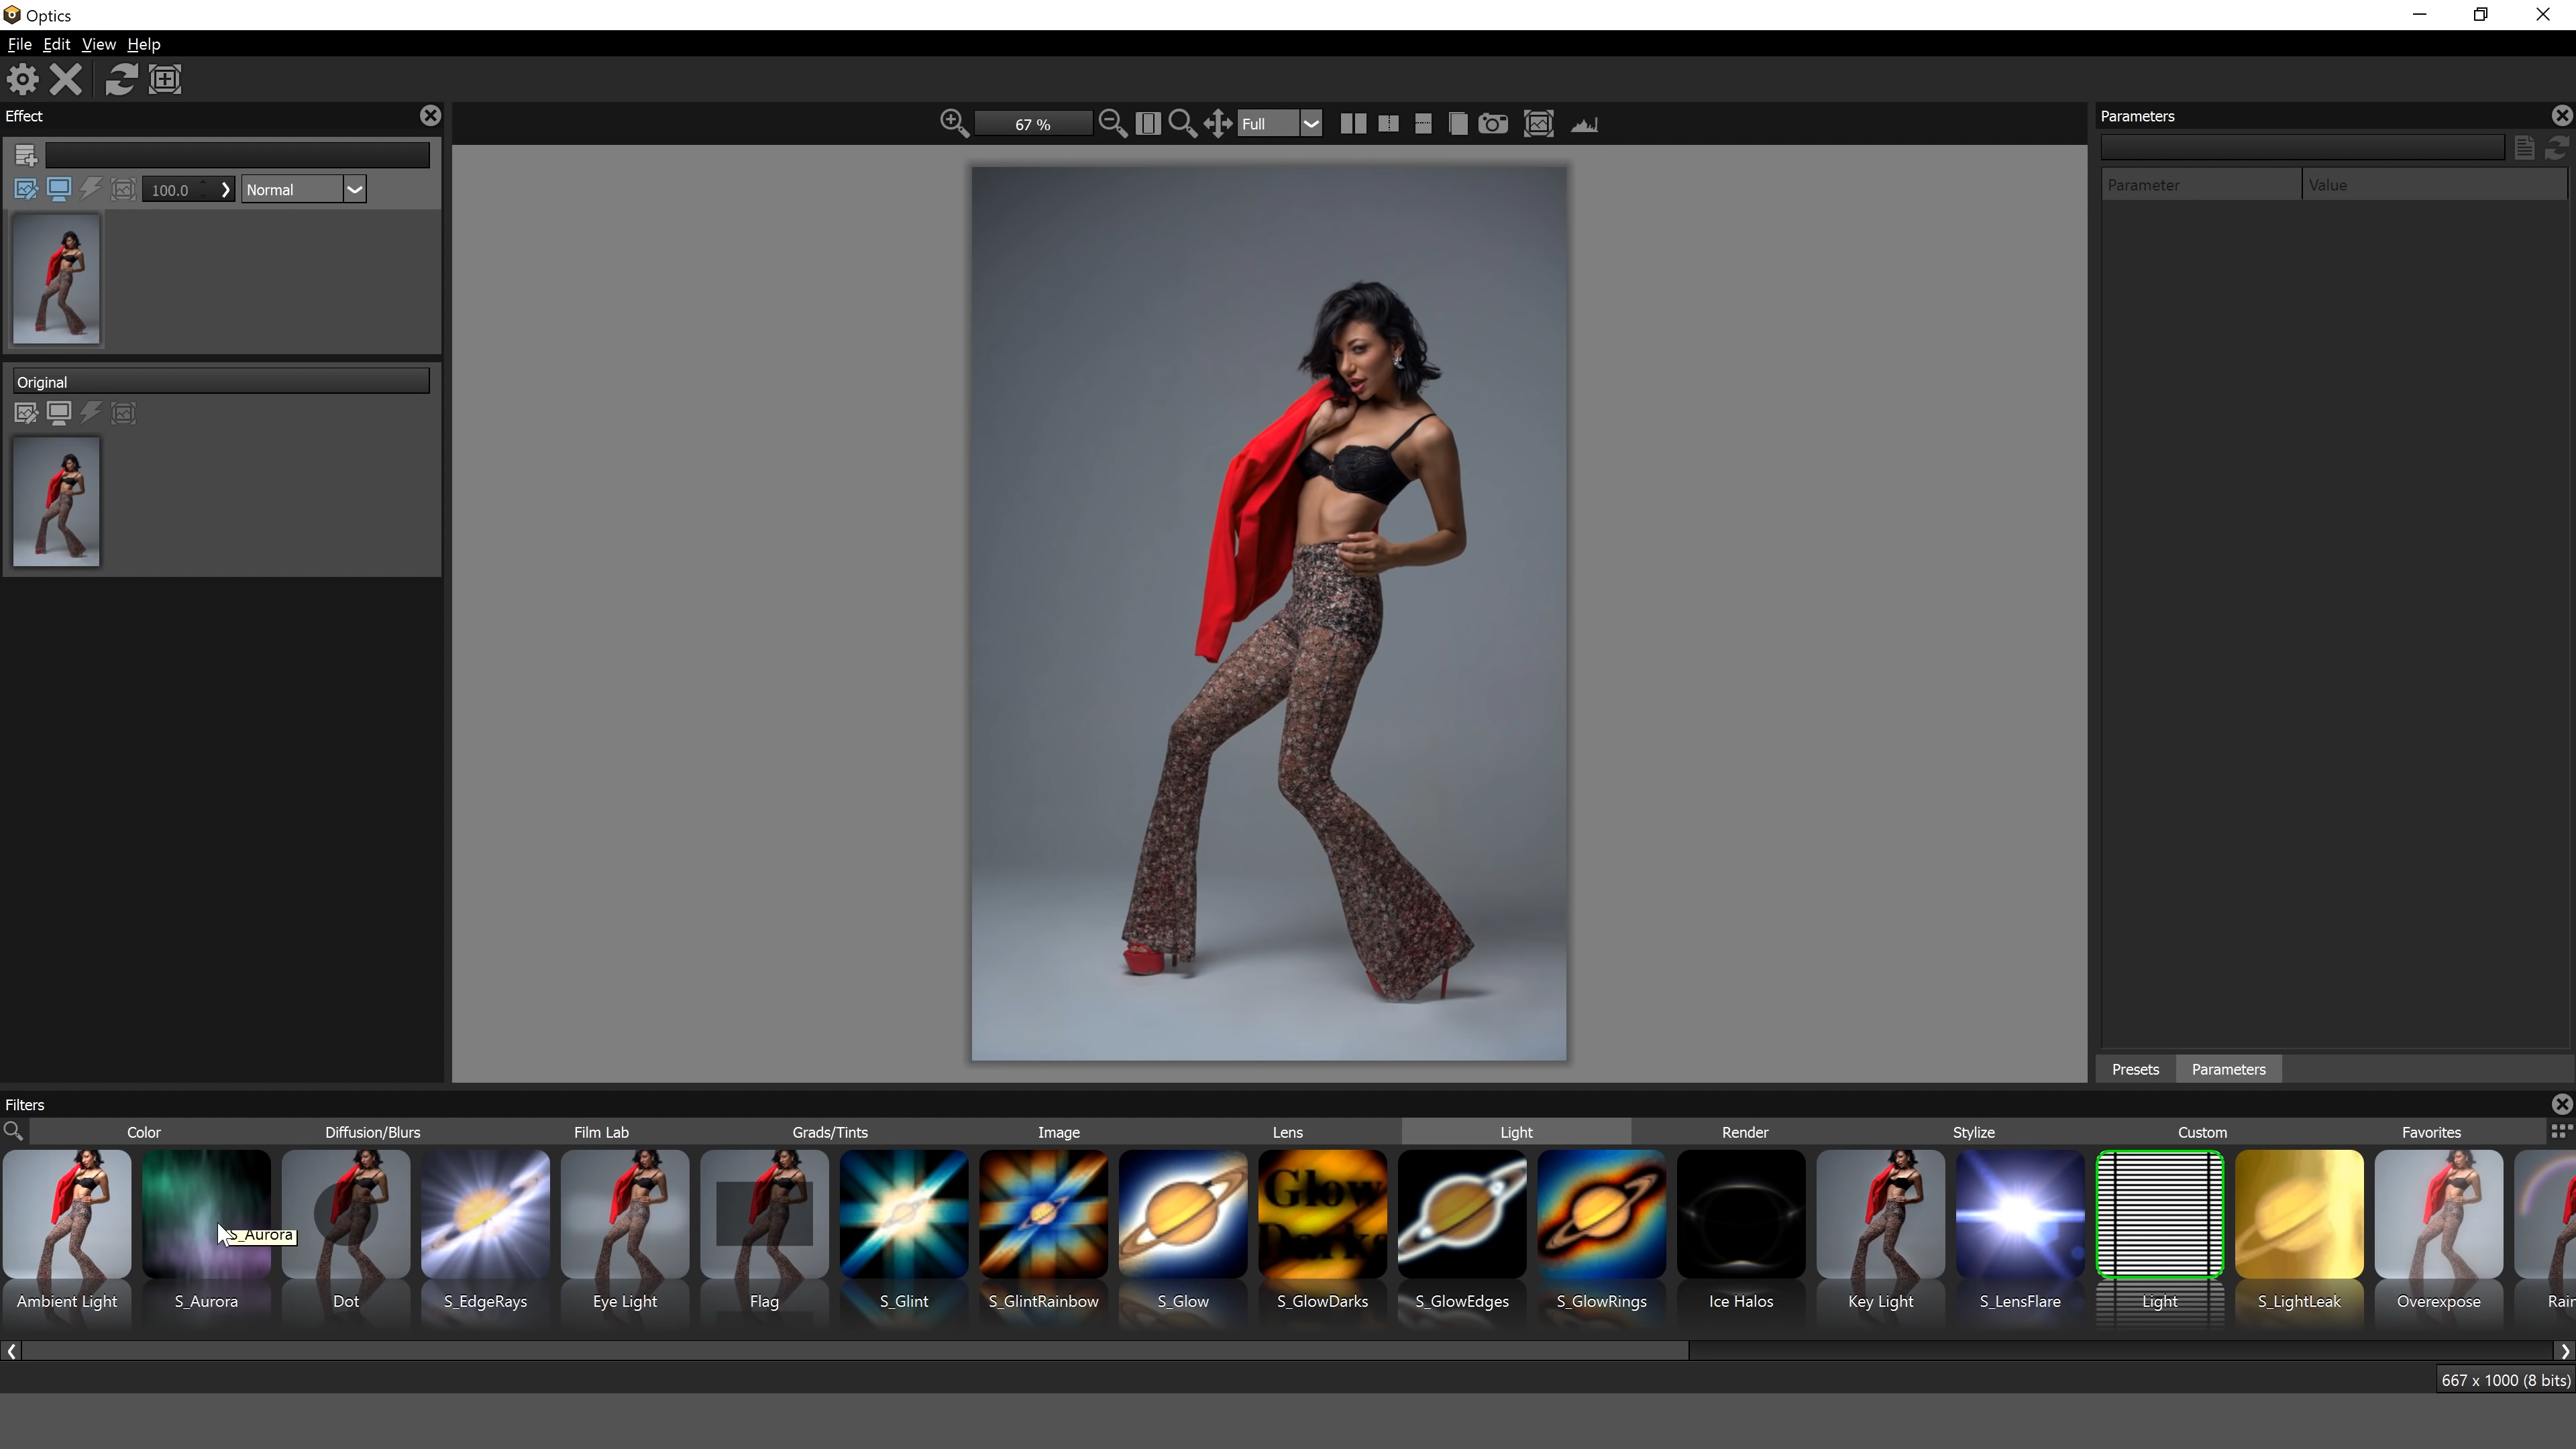 Optics
File Edit View Help
Effect
67 %
Full
Parameters
100.0
Normal
Parameter
Value
Original
Presets
Parameters
Filters
Color
Diffusion/Blurs
Film Lab
Grads/Tints
Image
Lens
Light
Render
Stylize
Custom
Favorites
Glow
Darks
S_Aurora
Ambient Light
S_Aurora
Dot
S_EdgeRays
Eye Light
Flag
S_Glint
S_GlintRainbow
S_Glow
S_GlowDarks
S_GlowEdges
S_GlowRings
Ice Halos
Key Light
S_LensFlare
Light
S_LightLeak
Overexpose
Rain
667 x 1000 (8 bits)